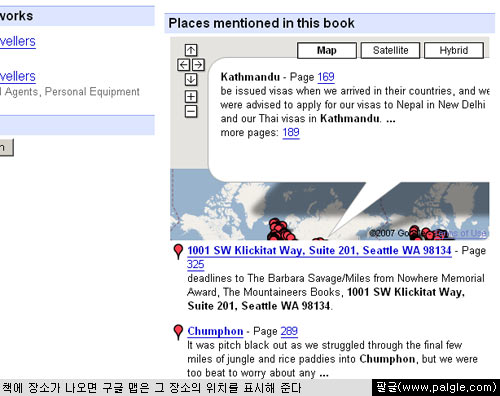 works
vellers
vellers
Agents, Personal Equipment
Places mentioned in this book
Map
Satellite
Hybrid
Kathmandu - Page 169
be issued visas when we arrived in their countries, and we
were advised to apply for our visas to Nepal in New Delhi
and our Thai visas in Kathmandu. ...
more pages: 189
©2007 Terms of Use
1001 SW Klickitat Way, Suite 201, Seattle WA 98134 - Page
325
deadlines to The Barbara Savage/Miles from Nowhere Memorial
Award, The Mountaineers Books, 1001 SW Klickitat Way,
Suite 201, Seattle WA 98134.
Chumphon - Page 289
It was pitch black out as we struggled through the final few
miles of jungle and rice paddies into Chumphon, but we were
too beat to worry about any ...
책에 장소가 나오면 구글 맵은 그 장소의 위치를 표시해 준다
팔글(www.palgle.com)